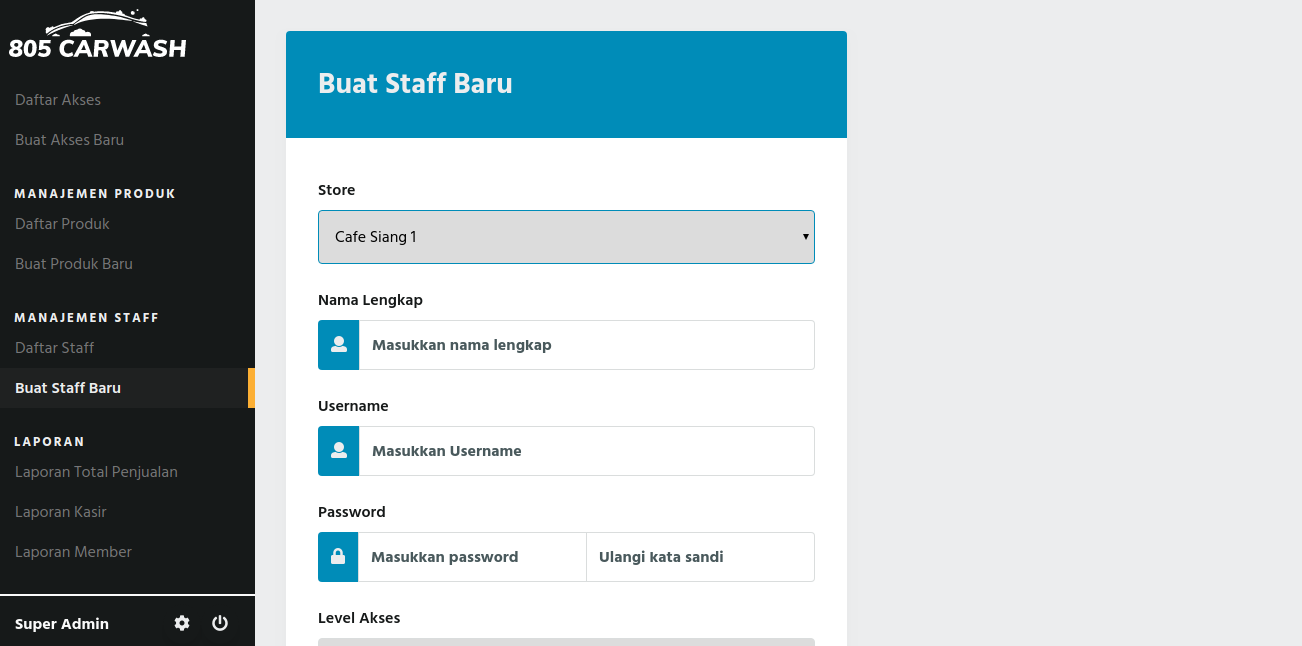 805 CARWASH
Daftar Akses
Buat Akses Baru
MANAJEMEN PRODUK
Daftar Produk
Buat Produk Baru
MANAJEMEN STAFF
Daftar Staff
Buat Staff Baru
LAPORAN
Laporan Total Penjualan
Laporan Kasir
Laporan Member
Super Admin
Buat Staff Baru
Store
Cafe Siang 1
Nama Lengkap
Masukkan nama lengkap
Username
Masukkan Username
Password
Masukkan password Ulangi kata sandi
Level Akses